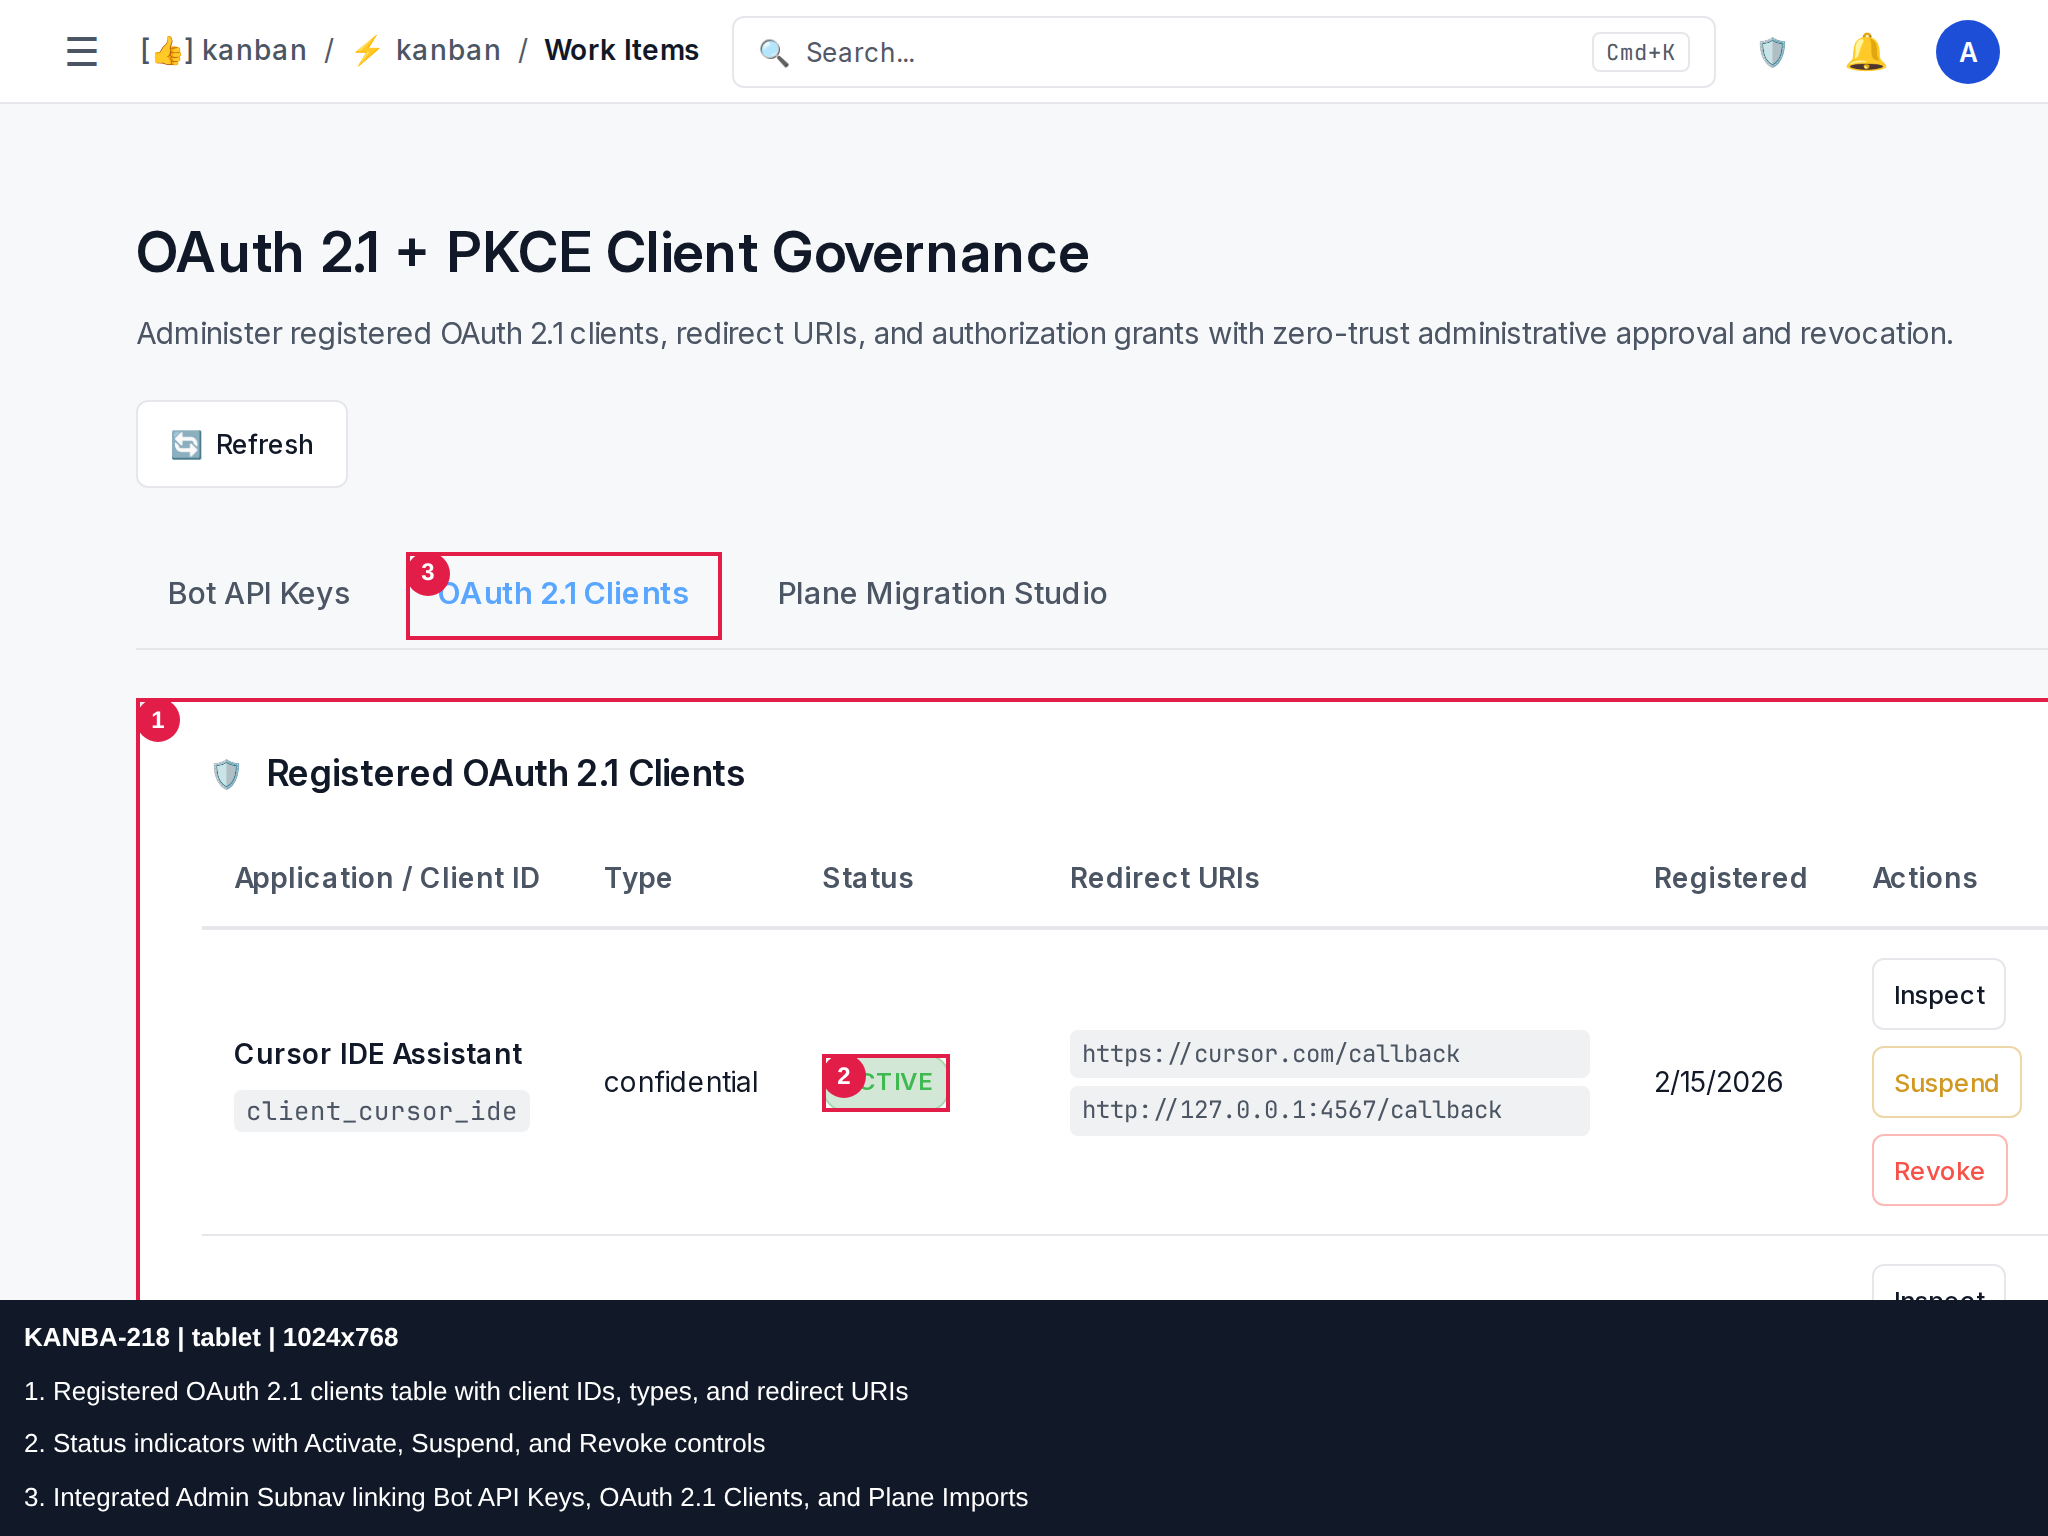 [👍] kanban / ⚡ kanban / Work Items
Search...
Cmd+K
A
OAuth 2.1 + PKCE Client Governance
Administer registered OAuth 2.1 clients, redirect URIs, and authorization grants with zero-trust administrative approval and revocation.
Refresh
Bot API Keys
3
OAuth 2.1 Clients
Plane Migration Studio
1
Registered OAuth 2.1 Clients
Application / Client ID
Type
Status
Redirect URIs
Registered
Actions
Cursor IDE Assistant
client_cursor_ide
confidential
2
CTIVE
https://cursor.com/callback
http://127.0.0.1:4567/callback
2/15/2026
Inspect
Suspend
Revoke
Inspect
KANBA-218 | tablet | 1024x768
1. Registered OAuth 2.1 clients table with client IDs, types, and redirect URIs
2. Status indicators with Activate, Suspend, and Revoke controls
3. Integrated Admin Subnav linking Bot API Keys, OAuth 2.1 Clients, and Plane Imports